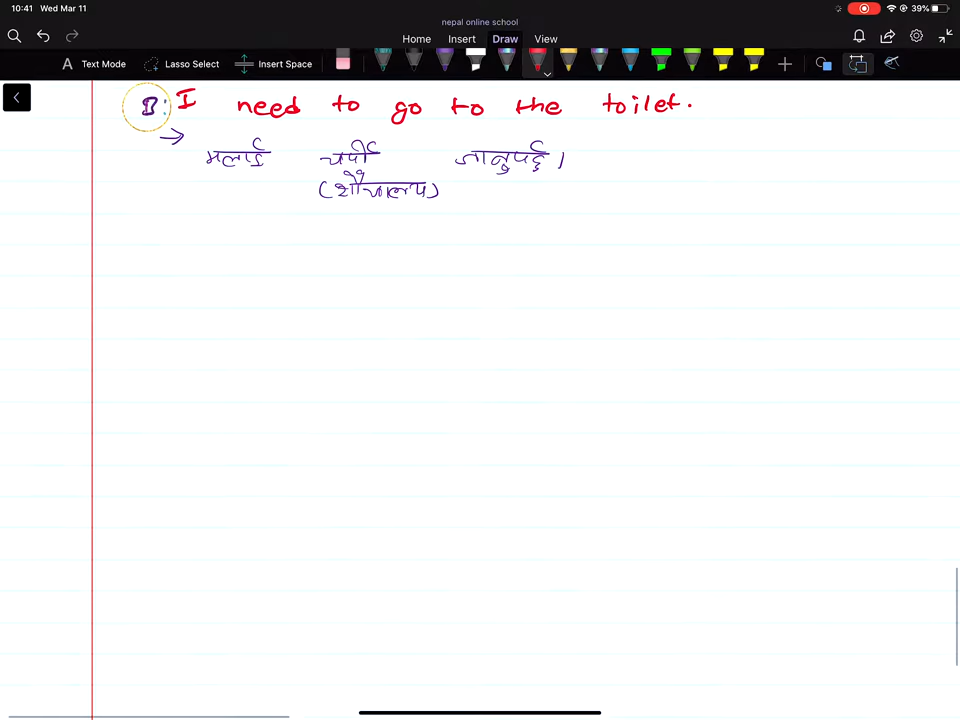 10:41 Wed Mar 11
39%
nepal online school
Home Insert Draw View
Text Mode Lasso Select Insert Space
I need to go to the toilet.
→ मलाई चर्पी जानुपर्छ।
(शौचालय)